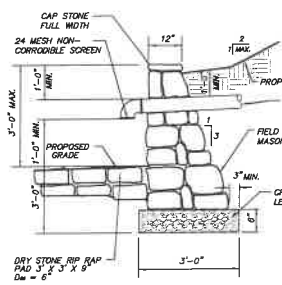 CAP STONE
FULL WIDTH
12"
2
1
MAX.
24 MESH NON-
CORRODIBLE SCREEN
PROP
1'-0"
1'-0"
MIN.
3'-0" MAX.
1
3
1'-0"
MIN.
PROPOSED
GRADE
FIELD
MASON
3" MIN.
3'-0"
6"
DRY STONE RIP RAP
PAD 3' X 3' X 9"
= 6"
3'-0"